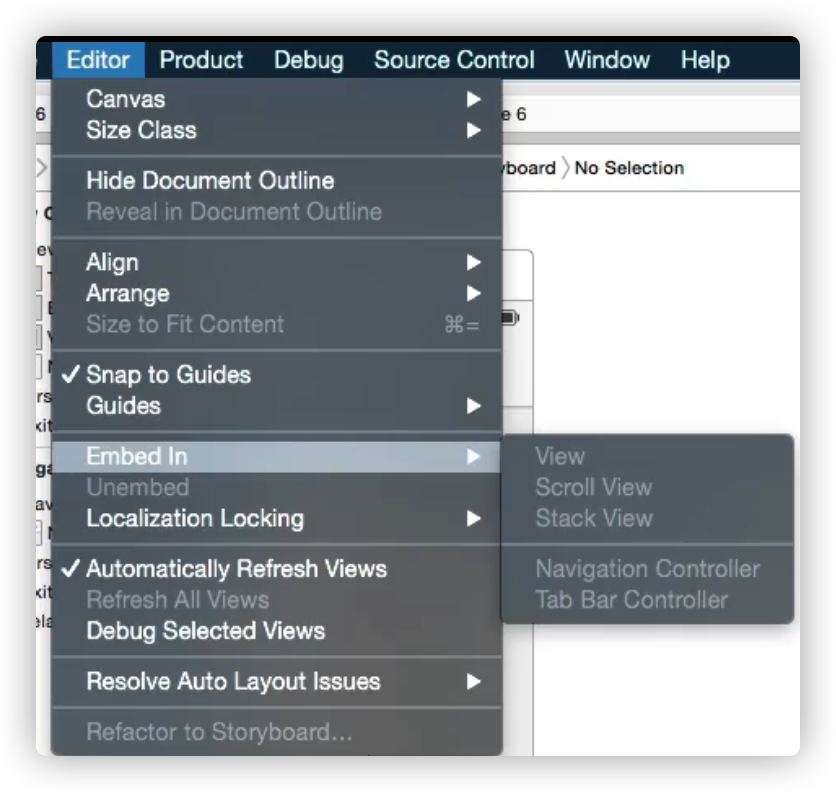 Editor Product Debug Source Control Window Help
Canvas
Size Class
6
e 6
Hide Document Outline
board 〉No Selection
Reveal in Document Outline
Align
Arrange
Size to Fit Content ⌘=
✓ Snap to Guides
Guides
Embed In
View
Unembed
Scroll View
Localization Locking
Stack View
✓ Automatically Refresh Views
Navigation Controller
Refresh All Views
Tab Bar Controller
Debug Selected Views
Resolve Auto Layout Issues
Refactor to Storyboard...